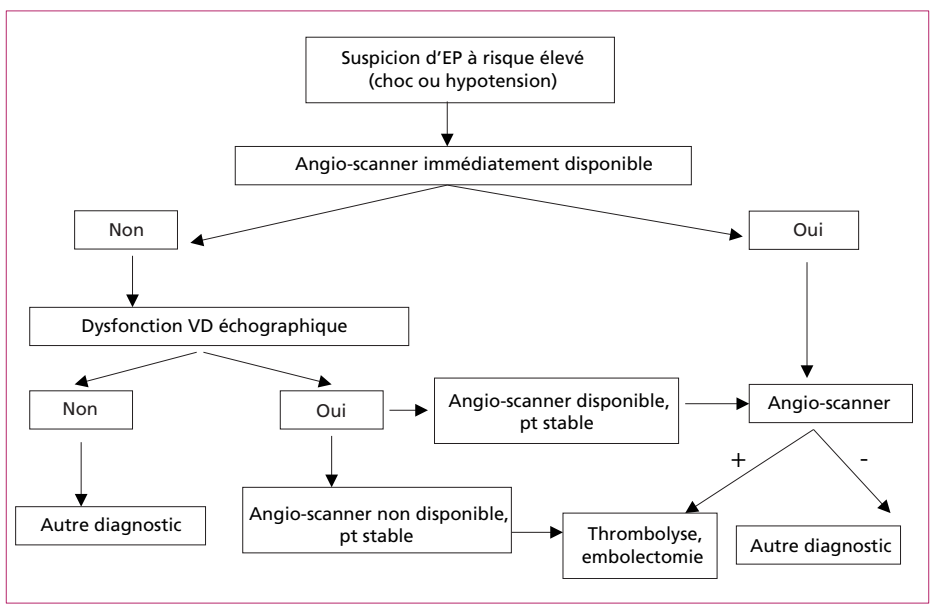 Suspicion d'EP à risque élevé
(choc ou hypotension)
Angio-scanner immédiatement disponible
Non
Oui
Dysfonction VD échographique
Non
Oui
Angio-scanner disponible,
pt stable
Angio-scanner
+
-
Autre diagnostic
Angio-scanner non disponible,
pt stable
Thrombolyse,
embolectomie
Autre diagnostic